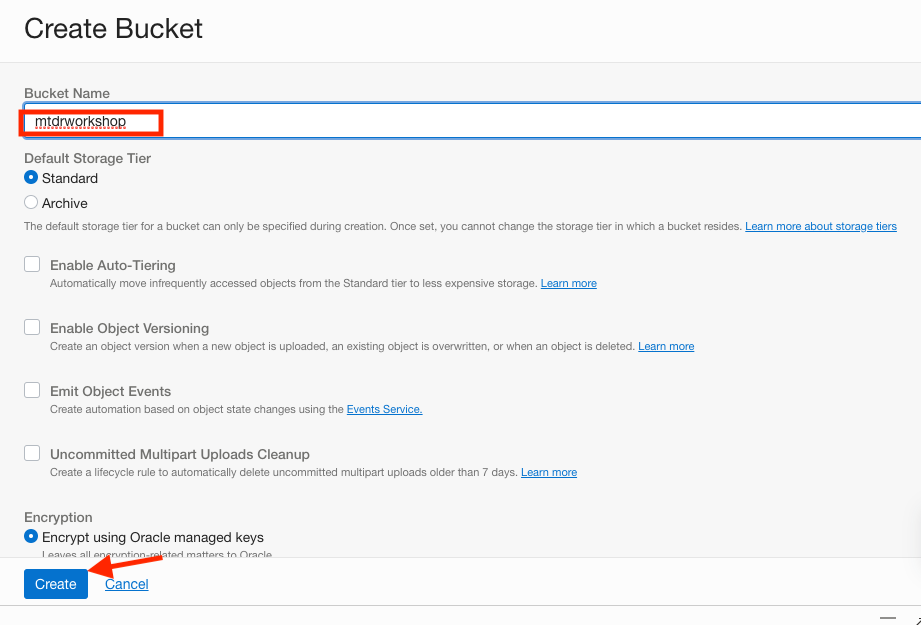 Create Bucket
Bucket Name
mtdrworkshop
Default Storage Tier
Standard
Archive
The default storage tier for a bucket can only be specified during creation. Once set, you cannot change the storage tier in which a bucket resides. Learn more about storage tiers
Enable Auto-Tiering
Automatically move infrequently accessed objects from the Standard tier to less expensive storage. Learn more
Enable Object Versioning
Create an object version when a new object is uploaded, an existing object is overwritten, or when an object is deleted. Learn more
Emit Object Events
Create automation based on object state changes using the Events Service.
Uncommitted Multipart Uploads Cleanup
Create a lifecycle rule to automatically delete uncommitted multipart uploads older than 7 days. Learn more
Encryption
Encrypt using Oracle managed keys
Leaves all encryption-related matters to Oracle.
Create Cancel